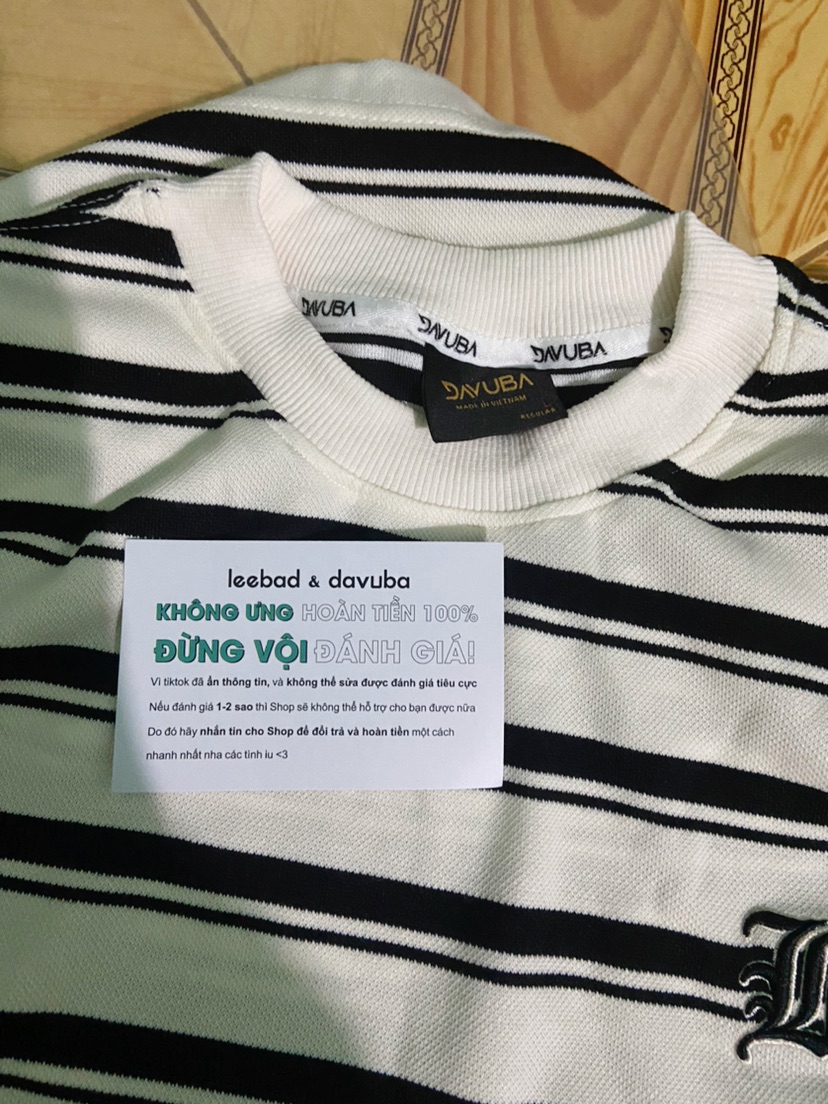 DAVUBA
DAVUBA
DAVUBA
DAVUBA
MADE IN VIETNAM
REGULAR
leebad & davuba
KHÔNG ƯNG HOÀN TIỀN 100%
ĐỪNG VỘI ĐÁNH GIÁ!
Vì tiktok đã ẩn thông tin, và không thể sửa được đánh giá tiêu cực
Nếu đánh giá 1-2 sao thì Shop sẽ không thể hỗ trợ cho bạn được nữa
Do đó hãy nhắn tin cho Shop để đổi trả và hoàn tiền một cách
nhanh nhất nha các tình iu <3